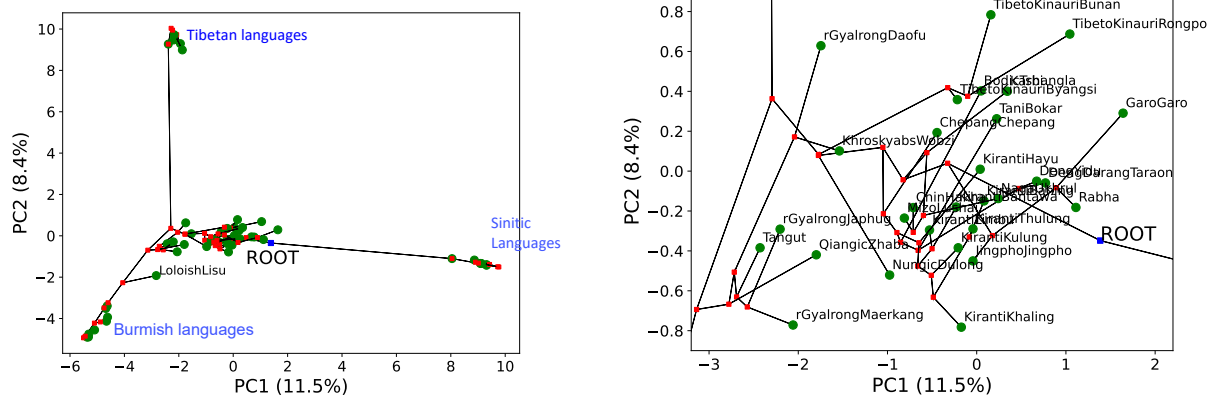 10
8
6
4
2
0
−2
−4
−6 −4 −2 0 2 4 6 8 10
PC1 (11.5%)
PC2 (8.4%)
Tibetan languages
Sinitic
Languages
ROOT
LoloishLisu
Burmish languages
0.8
0.6
0.4
0.2
0.0
−0.2
−0.4
−0.6
−0.8
−3 −2 −1 0 1 2
PC1 (11.5%)
PC2 (8.4%)
TibetoKinauriBunan
TibetoKinauriRongpo
rGyalrongDaofu
TibetoKinauriByangsi
GaroGaro
TaniBokar
ChepangChepang
KhroskyabsWobzi
KirantiHayu
DengDarangTaraon
Rabha
rGyalrongJaphug
KirantiThulung
ROOT
Tangut
QiangicZhaba
KirantiKulung
JingphoJingpho
NungicDulong
rGyalrongMaerkang
KirantiKhaling